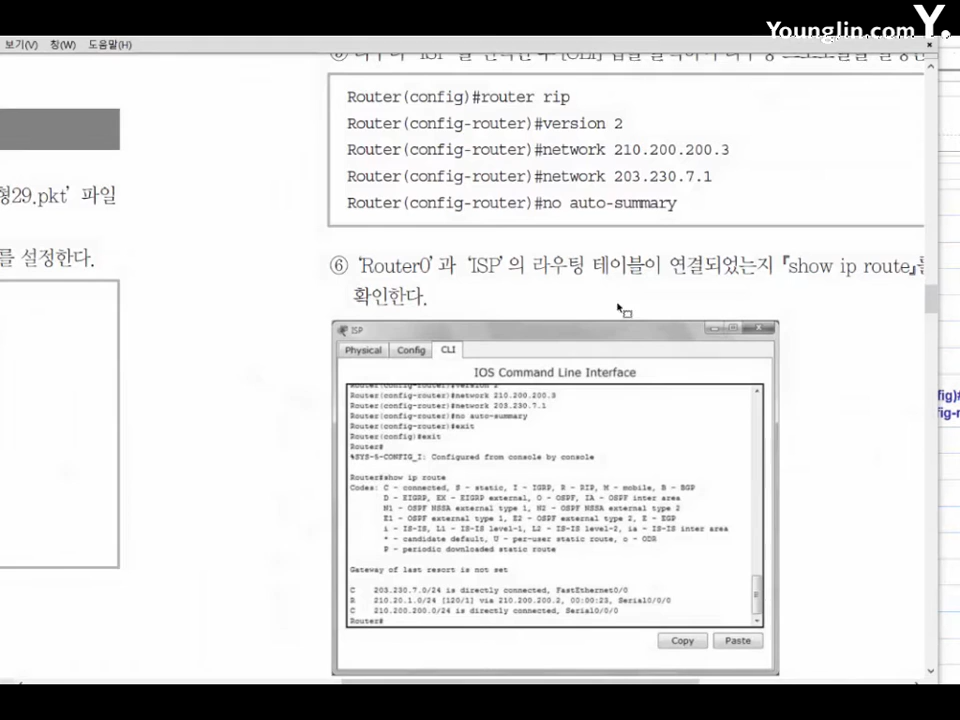 Younglin.com Y.
보기(V) 창(W) 도움말(H)
Router(config)#router rip
Router(config-router)#version 2
Router(config-router)#network 210.200.200.3
Router(config-router)#network 203.230.7.1
Router(config-router)#no auto-summary
형29.pkt' 파일
를 설정한다.
⑥ 'Router0'과 'ISP'의 라우팅 테이블이 연결되었는지 『show ip route』를
확인한다.
ISP
Physical Config CLI
IOS Command Line Interface
Router(config-router)#version 2
Router(config-router)#network 210.200.200.3
Router(config-router)#network 203.230.7.1
Router(config-router)#no auto-summary
Router(config-router)#exit
Router(config)#exit
Router#
%SYS-5-CONFIG_I: Configured from console by console
Router#show ip route
Codes: C - connected, S - static, I - IGRP, R - RIP, M - mobile, B - BGP
D - EIGRP, EX - EIGRP external, O - OSPF, IA - OSPF inter area
N1 - OSPF NSSA external type 1, N2 - OSPF NSSA external type 2
E1 - OSPF external type 1, E2 - OSPF external type 2, E - EGP
i - IS-IS, L1 - IS-IS level-1, L2 - IS-IS level-2, ia - IS-IS inter area
* - candidate default, U - per-user static route, o - ODR
P - periodic downloaded static route
Gateway of last resort is not set
C 203.230.7.0/24 is directly connected, FastEthernet0/0
R 210.20.1.0/24 [120/1] via 210.200.200.2, 00:00:23, Serial0/0/0
C 210.200.200.0/24 is directly connected, Serial0/0/0
Router#
Copy Paste
fig)#
fig-r